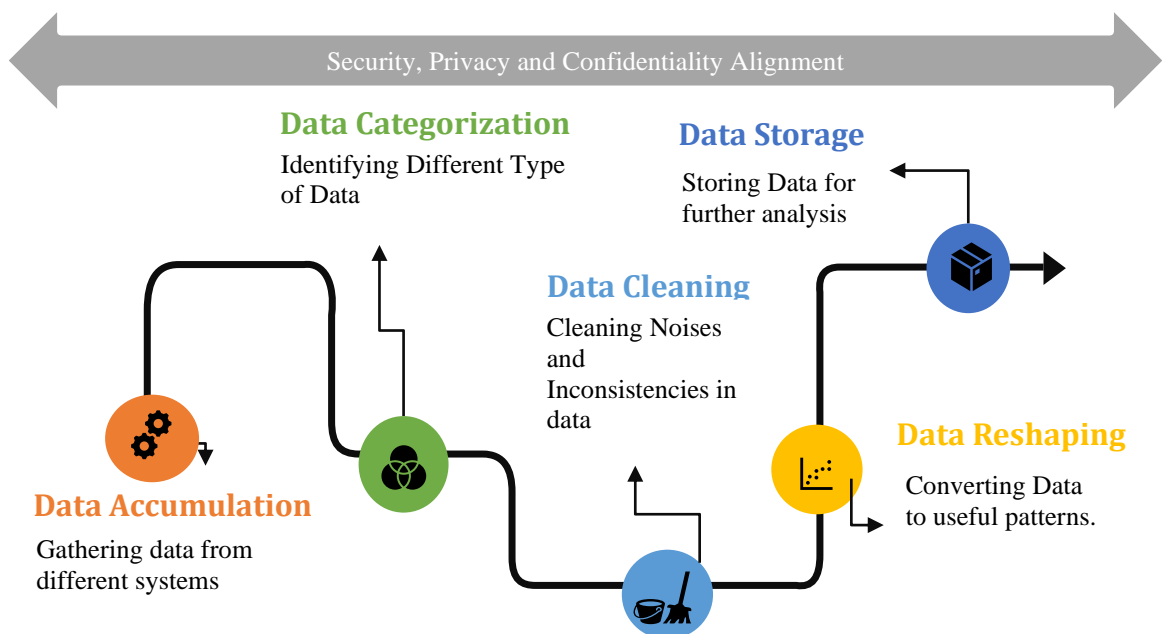 Security, Privacy and Confidentiality Alignment
Data Categorization
Identifying Different Type
of Data
Data Storage
Storing Data for
further analysis
Data Cleaning
Cleaning Noises
and
Inconsistencies in
data
Data Reshaping
Converting Data
to useful patterns.
Data Accumulation
Gathering data from
different systems